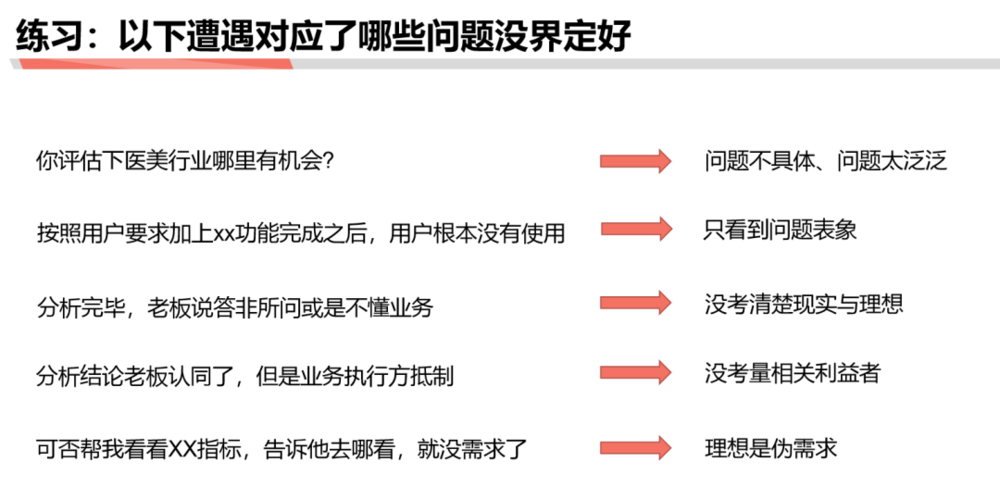 练习：以下遭遇对应了哪些问题没界定好
你评估下医美行业哪里有机会？
问题不具体、问题太泛泛
按照用户要求加上xx功能完成之后，用户根本没有使用
只看到问题表象
分析完毕，老板说答非所问或是不懂业务
没考清楚现实与理想
分析结论老板认同了，但是业务执行方抵制
没考量相关利益者
可否帮我看看XX指标，告诉他去哪看，就没需求了
理想是伪需求